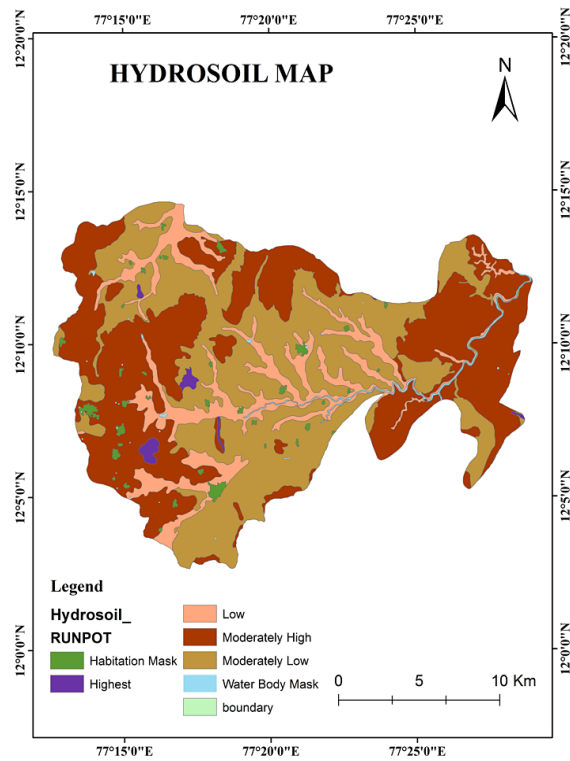 77°15'0"E 77°20'0"E 77°25'0"E
HYDROSOIL MAP
N
12°20'0"N 12°20'0"N
12°15'0"N 12°15'0"N
12°10'0"N 12°10'0"N
12°5'0"N 12°5'0"N
12°0'0"N 12°0'0"N
Legend
Hydrosoil_
RUNPOT
Habitation Mask
Highest
Low
Moderately High
Moderately Low
Water Body Mask
boundary
0 5 10 Km
77°15'0"E 77°20'0"E 77°25'0"E